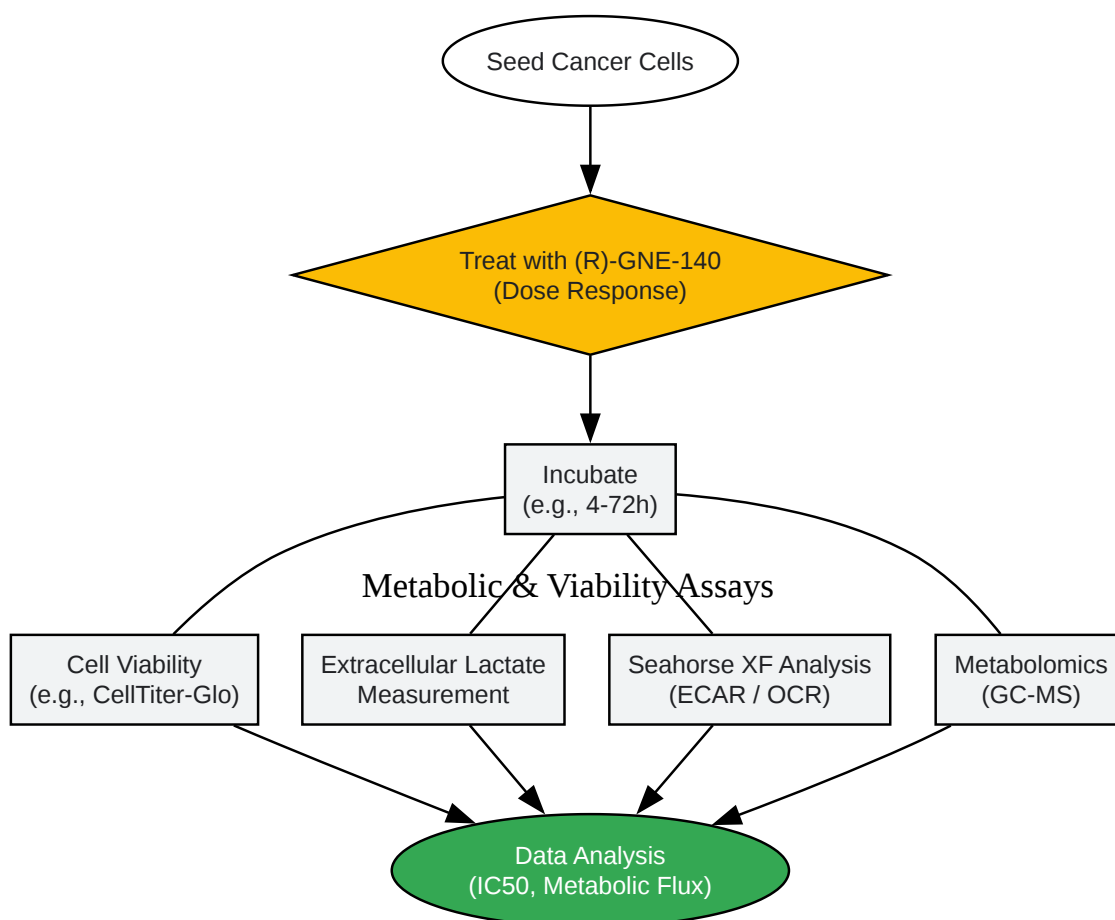 Seed Cancer Cells
Treat with (R)-GNE-140
(Dose Response)
Incubate
(e.g., 4-72h)
Metabolic & Viability Assays
Cell Viability
(e.g., CellTiter-Glo)
Extracellular Lactate
Measurement
Seahorse XF Analysis
(ECAR / OCR)
Metabolomics
(GC-MS)
Data Analysis
(IC50, Metabolic Flux)